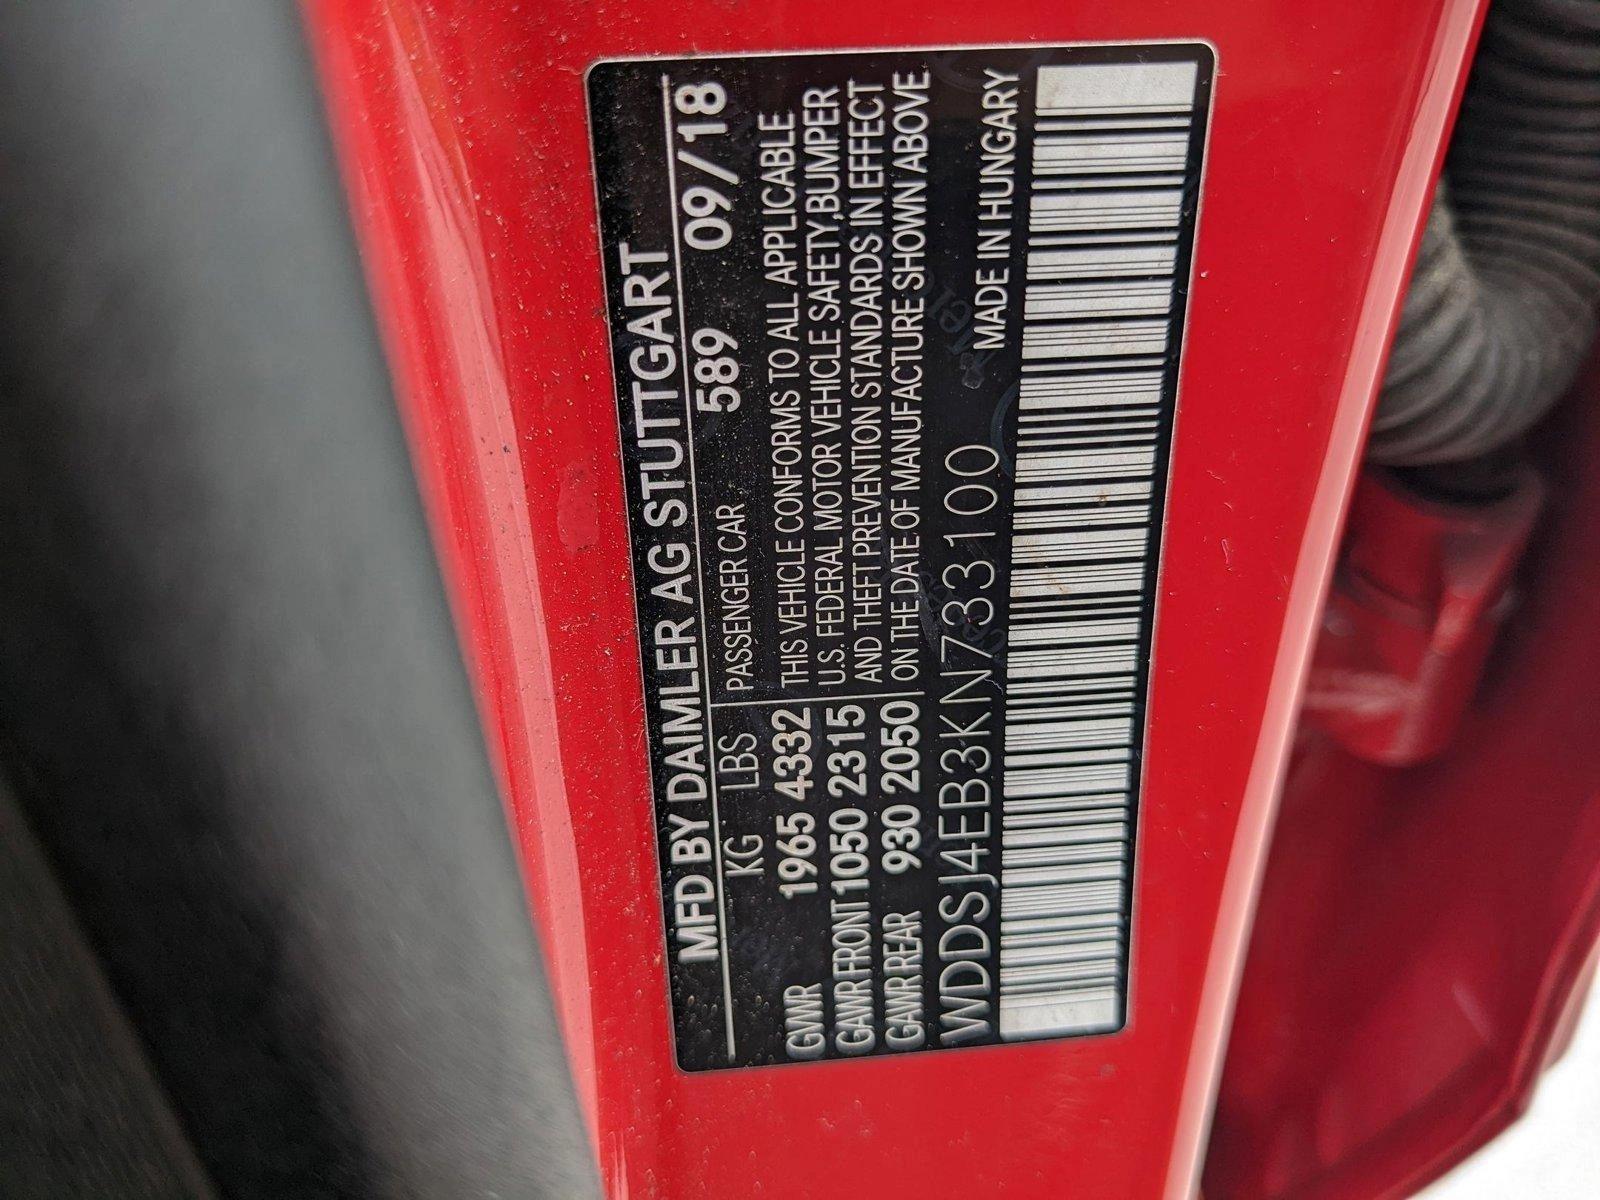 MFD BY DAIMLER AG STUTTGART
KG LBS PASSENGER CAR 589 09/18
GVWR 1965 4332 THIS VEHICLE CONFORMS TO ALL APPLICABLE
GAWR FRONT 1050 2315 U.S. FEDERAL MOTOR VEHICLE SAFETY,BUMPER
GAWR REAR 930 2050 AND THEFT PREVENTION STANDARDS IN EFFECT
ON THE DATE OF MANUFACTURE SHOWN ABOVE
WDDSJ4EB3KN733100 MADE IN HUNGARY